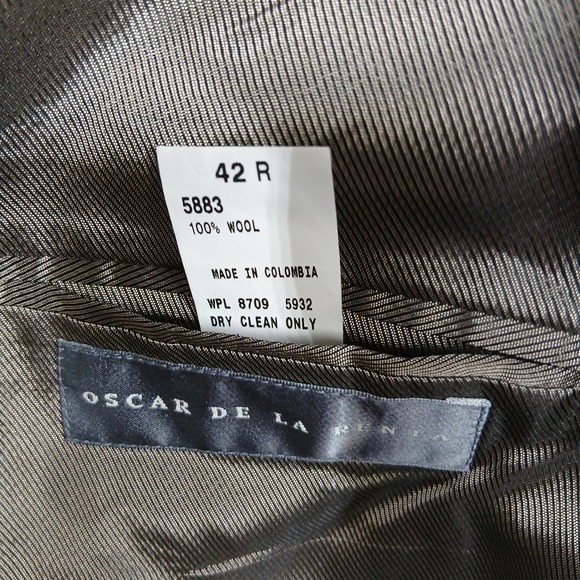 42 R
5883
100% WOOL
MADE IN COLOMBIA
WPL 8709 5932
DRY CLEAN ONLY
OSCAR DE LA RENTA